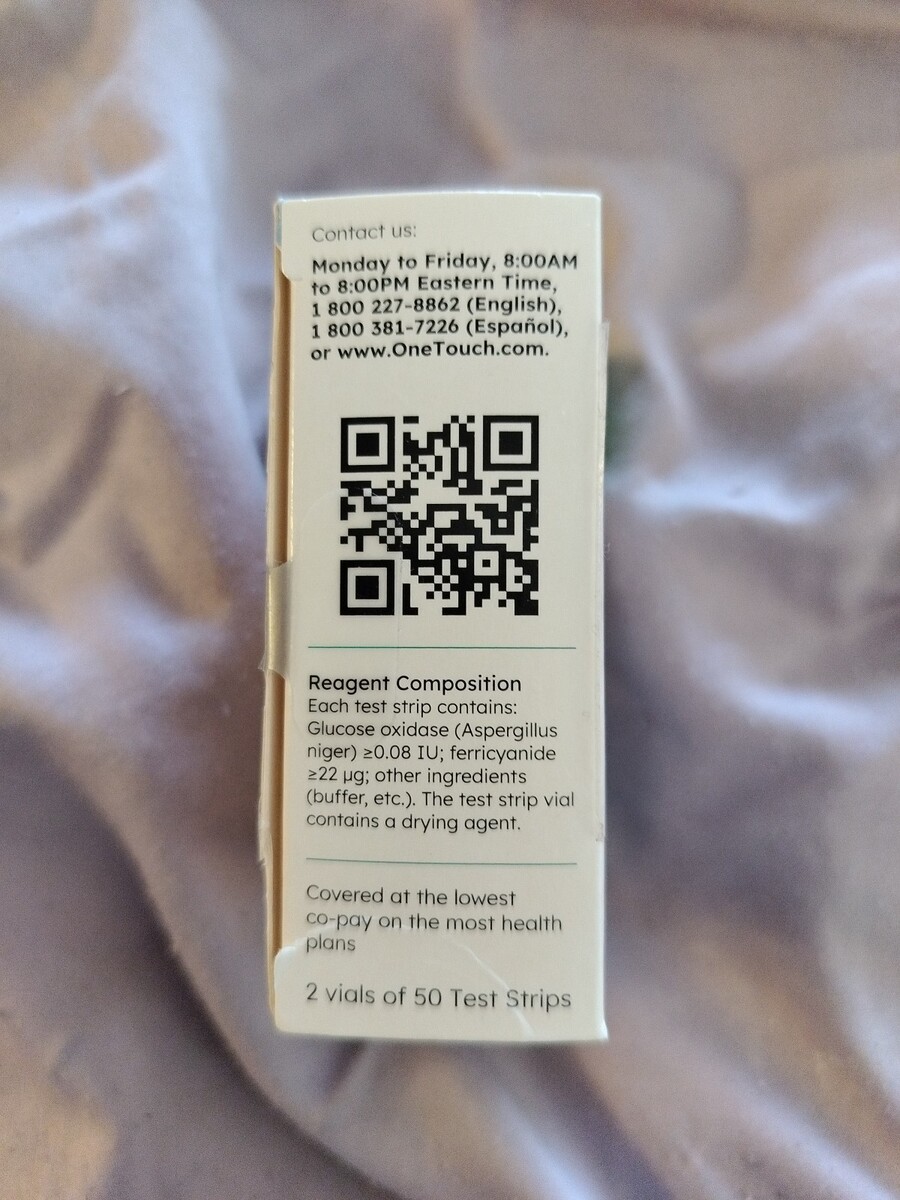 Contact us:
Monday to Friday, 8:00AM
to 8:00PM Eastern Time,
1 800 227-8862 (English),
1 800 381-7226 (Español),
or www.OneTouch.com.
Reagent Composition
Each test strip contains:
Glucose oxidase (Aspergillus
niger) ≥0.08 IU; ferricyanide
≥22 µg; other ingredients
(buffer, etc.). The test strip vial
contains a drying agent.
Covered at the lowest
co-pay on the most health
plans
2 vials of 50 Test Strips